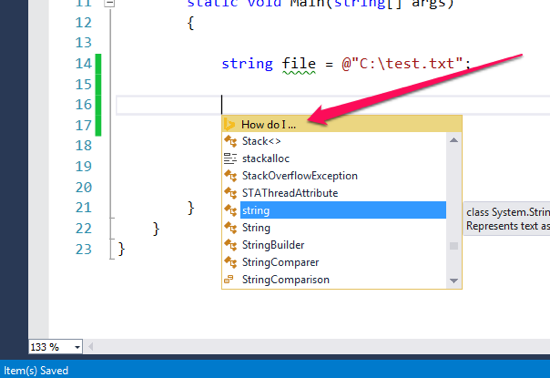 11 static void Main(string[] args)
12 {
13
14 string file = @"C:\test.txt";
15
16
17 How do I ...
Stack<>
18 stackalloc
19 StackOverflowException
20 STAThreadAttribute
21 } string
class System.String
22 } String
Represents text as
23 } StringBuilder
StringComparer
StringComparison
133 %
Item(s) Saved